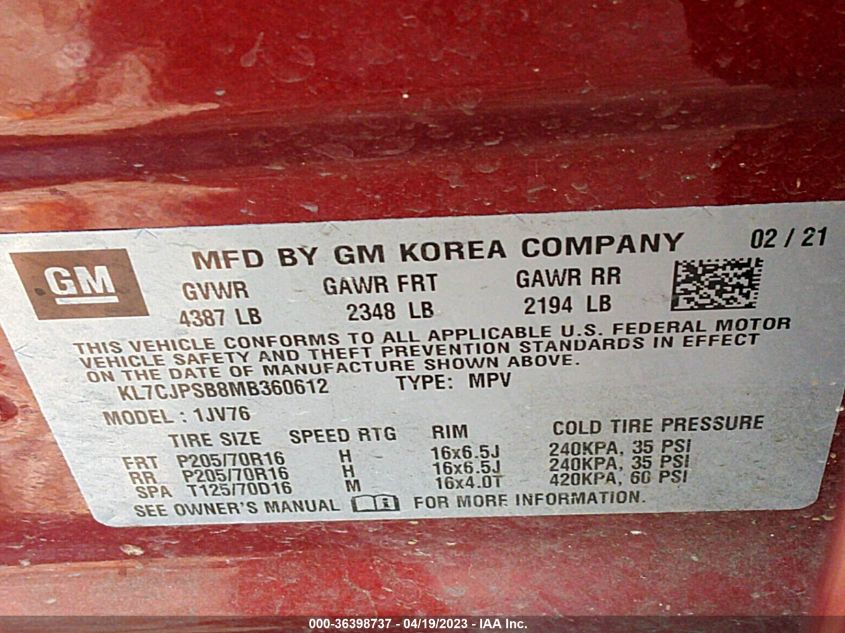 GM
MFD BY GM KOREA COMPANY 02 / 21
GVWR GAWR FRT GAWR RR
4387 LB 2348 LB 2194 LB
THIS VEHICLE CONFORMS TO ALL APPLICABLE U.S. FEDERAL MOTOR
VEHICLE SAFETY AND THEFT PREVENTION STANDARDS IN EFFECT
ON THE DATE OF MANUFACTURE SHOWN ABOVE.
KL7CJPSB8MB360612 TYPE: MPV
MODEL : 1JV76
TIRE SIZE SPEED RTG RIM COLD TIRE PRESSURE
FRT P205/70R16 H 16x6.5J 240KPA, 35 PSI
RR P205/70R16 H 16x6.5J 240KPA, 35 PSI
SPA T125/70D16 M 16x4.0T 420KPA, 60 PSI
SEE OWNER'S MANUAL FOR MORE INFORMATION.
000-36398737 - 04/19/2023 - IAA Inc.